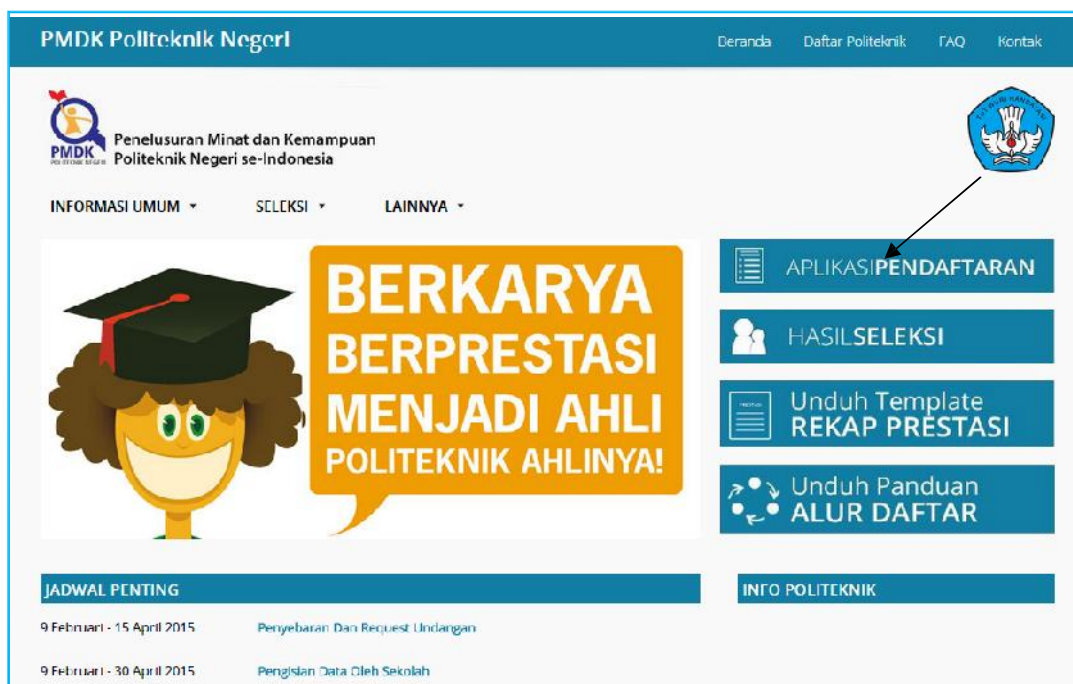 PMDK Politeknik Negeri
Beranda Daftar Politeknik FAQ Kontak
PMDK
Penelusuran Minat dan Kemampuan
Politeknik Negeri se-Indonesia
TUT WURI HANDAYANI
INFORMASI UMUM SELEKSI LAINNYA
BERKARYA
BERPRESTASI
MENJADI AHLI
POLITEKNIK AHLINYA!
APLIKASIPENDAFTARAN
HASILSELEKSI
Unduh Template
REKAP PRESTASI
Unduh Panduan
ALUR DAFTAR
JADWAL PENTING
9 Februari - 15 April 2015 Penyebaran Dan Request Undangan
9 Februari - 30 April 2015 Pengisian Data Oleh Sekolah
INFO POLITEKNIK